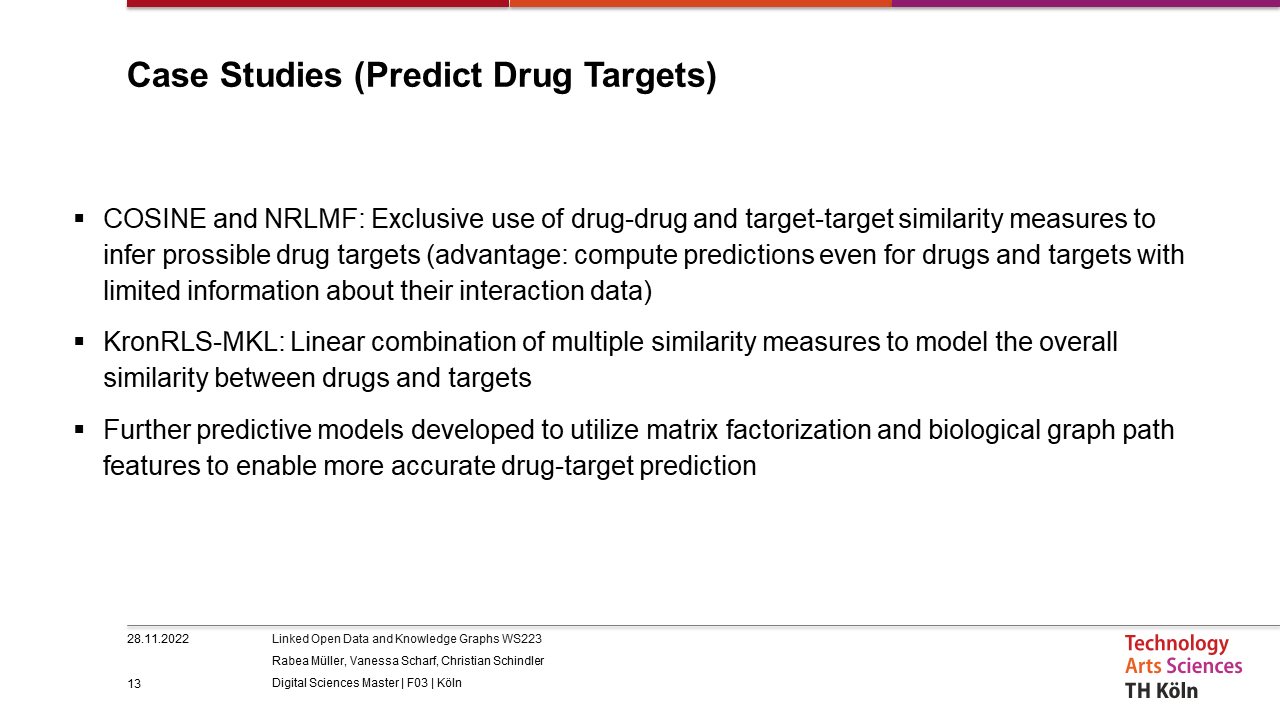 Case Studies (Predict Drug Targets)
▪ COSINE and NRLMF: Exclusive use of drug-drug and target-target similarity measures to
infer prossible drug targets (advantage: compute predictions even for drugs and targets with
limited information about their interaction data)
▪ KronRLS-MKL: Linear combination of multiple similarity measures to model the overall
similarity between drugs and targets
▪ Further predictive models developed to utilize matrix factorization and biological graph path
features to enable more accurate drug-target prediction
28.11.2022
Linked Open Data and Knowledge Graphs WS223
Rabea Müller, Vanessa Scharf, Christian Schindler
Digital Sciences Master | F03 | Köln
13
Technology
Arts Sciences
TH Köln